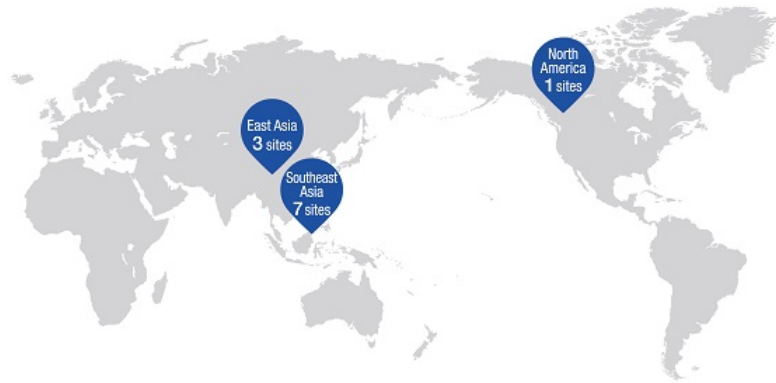 North
America
1 sites
East Asia
3 sites
Southeast
Asia
7 sites